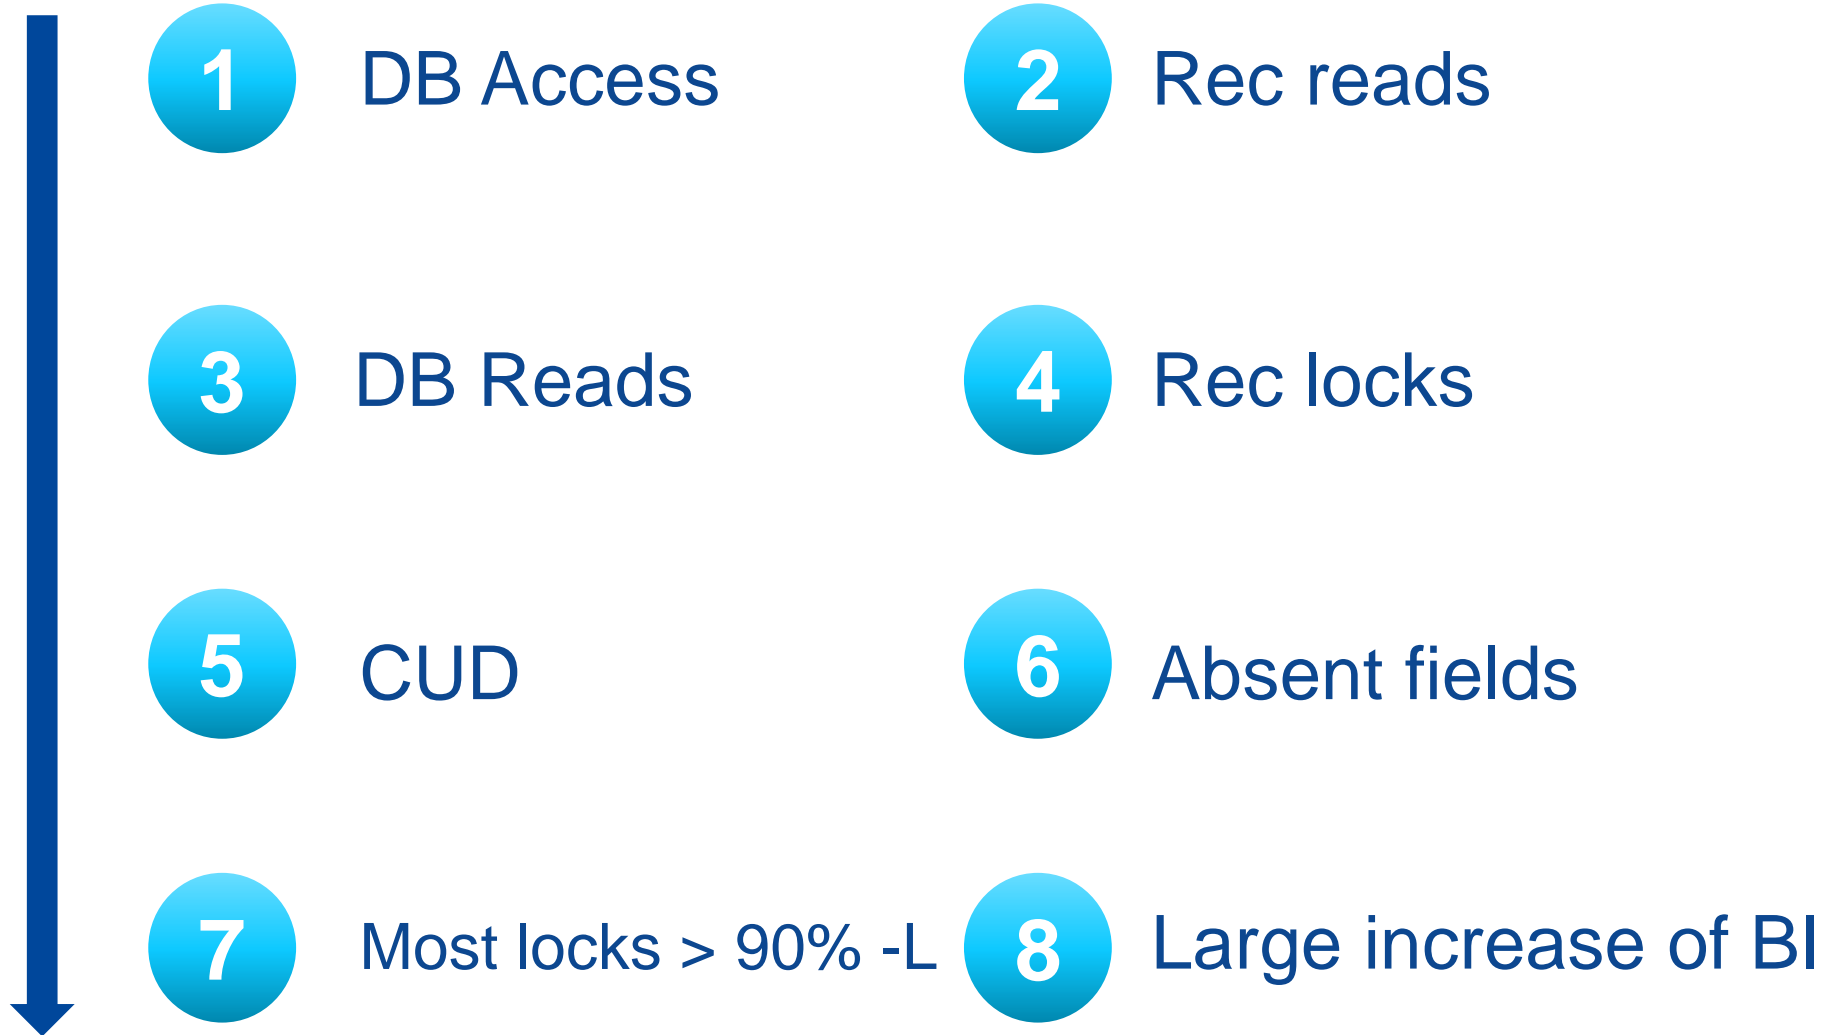 1 DB Access
2 Rec reads
3 DB Reads
4 Rec locks
5 CUD
6 Absent fields
7 Most locks > 90% -L
8 Large increase of BI